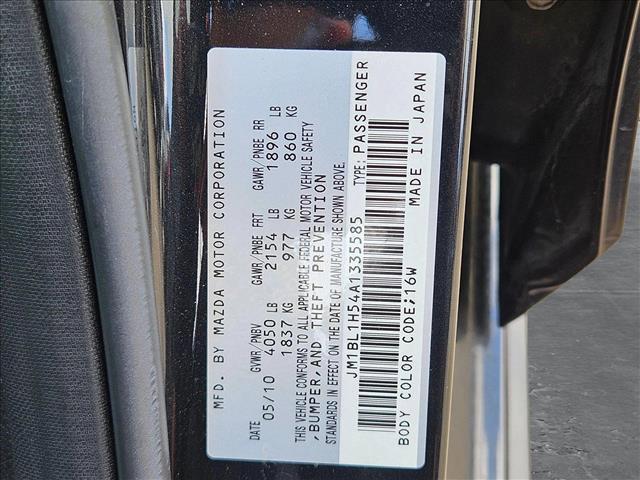 MFD. BY MAZDA MOTOR CORPORATION
DATE GVWR/PNBV GAWR/PNBE FRT GAWR/PNBE RR
05/10 4050 LB 2154 LB 1896 LB
1837 KG 977 KG 860 KG
THIS VEHICLE CONFORMS TO ALL APPLICABLE FEDERAL MOTOR VEHICLE SAFETY
,BUMPER,AND THEFT PREVENTION
STANDARDS IN EFFECT ON THE DATE OF MANUFACTURE SHOWN ABOVE.
JM1BL1H54A1335585 TYPE: PASSENGER
BODY COLOR CODE;16W MADE IN JAPAN